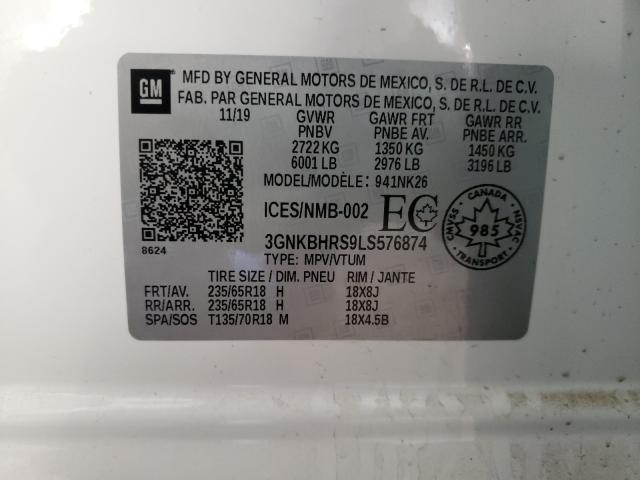 GM
MFD BY GENERAL MOTORS DE MEXICO, S. DE R.L. DE C.V.
FAB. PAR GENERAL MOTORS DE MEXICO, S. DE R.L. DE C.V.
11/19 GVWR GAWR FRT GAWR RR
PNBV PNBE AV. PNBE ARR.
2722 KG 1350 KG 1450 KG
6001 LB 2976 LB 3196 LB
MODEL/MODÈLE: 941NK26
ICES/NMB-002 EC
CANADA
CMVSS 985 NSVAC
TRANSPORT
8624
3GNKBHRS9LS576874
TYPE: MPV/VTUM
TIRE SIZE / DIM. PNEU RIM / JANTE
FRT/AV. 235/65R18 H 18X8J
RR/ARR. 235/65R18 H 18X8J
SPA/SOS T135/70R18 M 18X4.5B